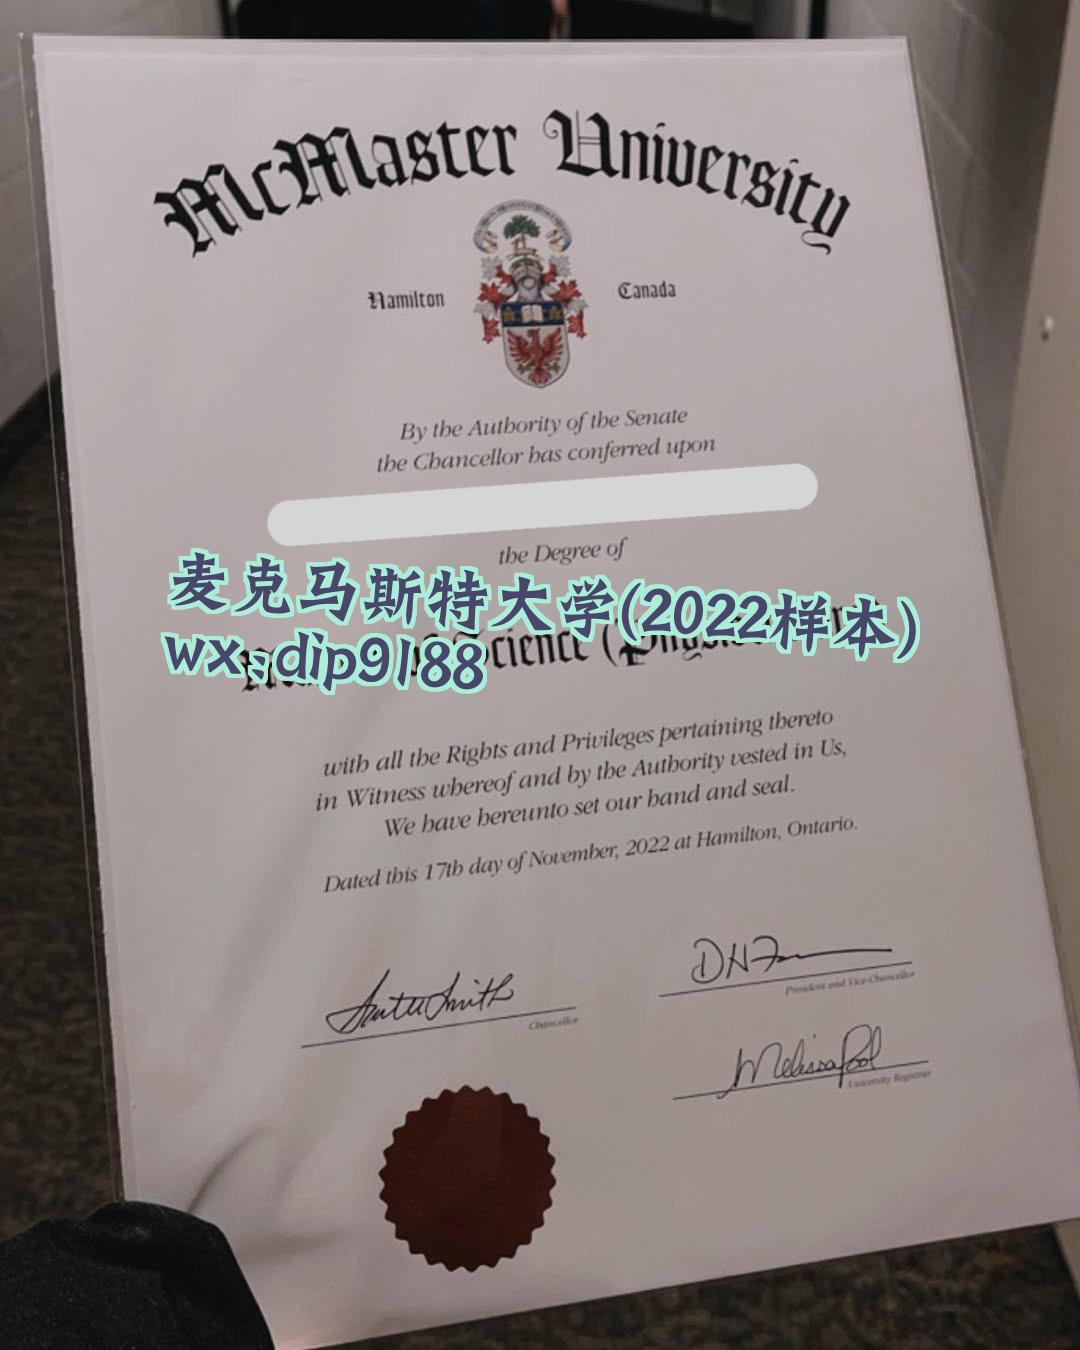 McMaster University
Hamilton Canada
By the Authority of the Senate
the Chancellor has conferred upon
the Degree of
麦克马斯特大学(2022样本)
wx:dip9188 Science
with all the Rights and Privileges pertaining thereto
in Witness whereof and by the Authority vested in Us,
We have hereunto set our hand and seal.
Dated this 17th day of November, 2022 at Hamilton, Ontario.
President and Vice-Chancellor
Chancellor
Melissa Pool
University Registrar